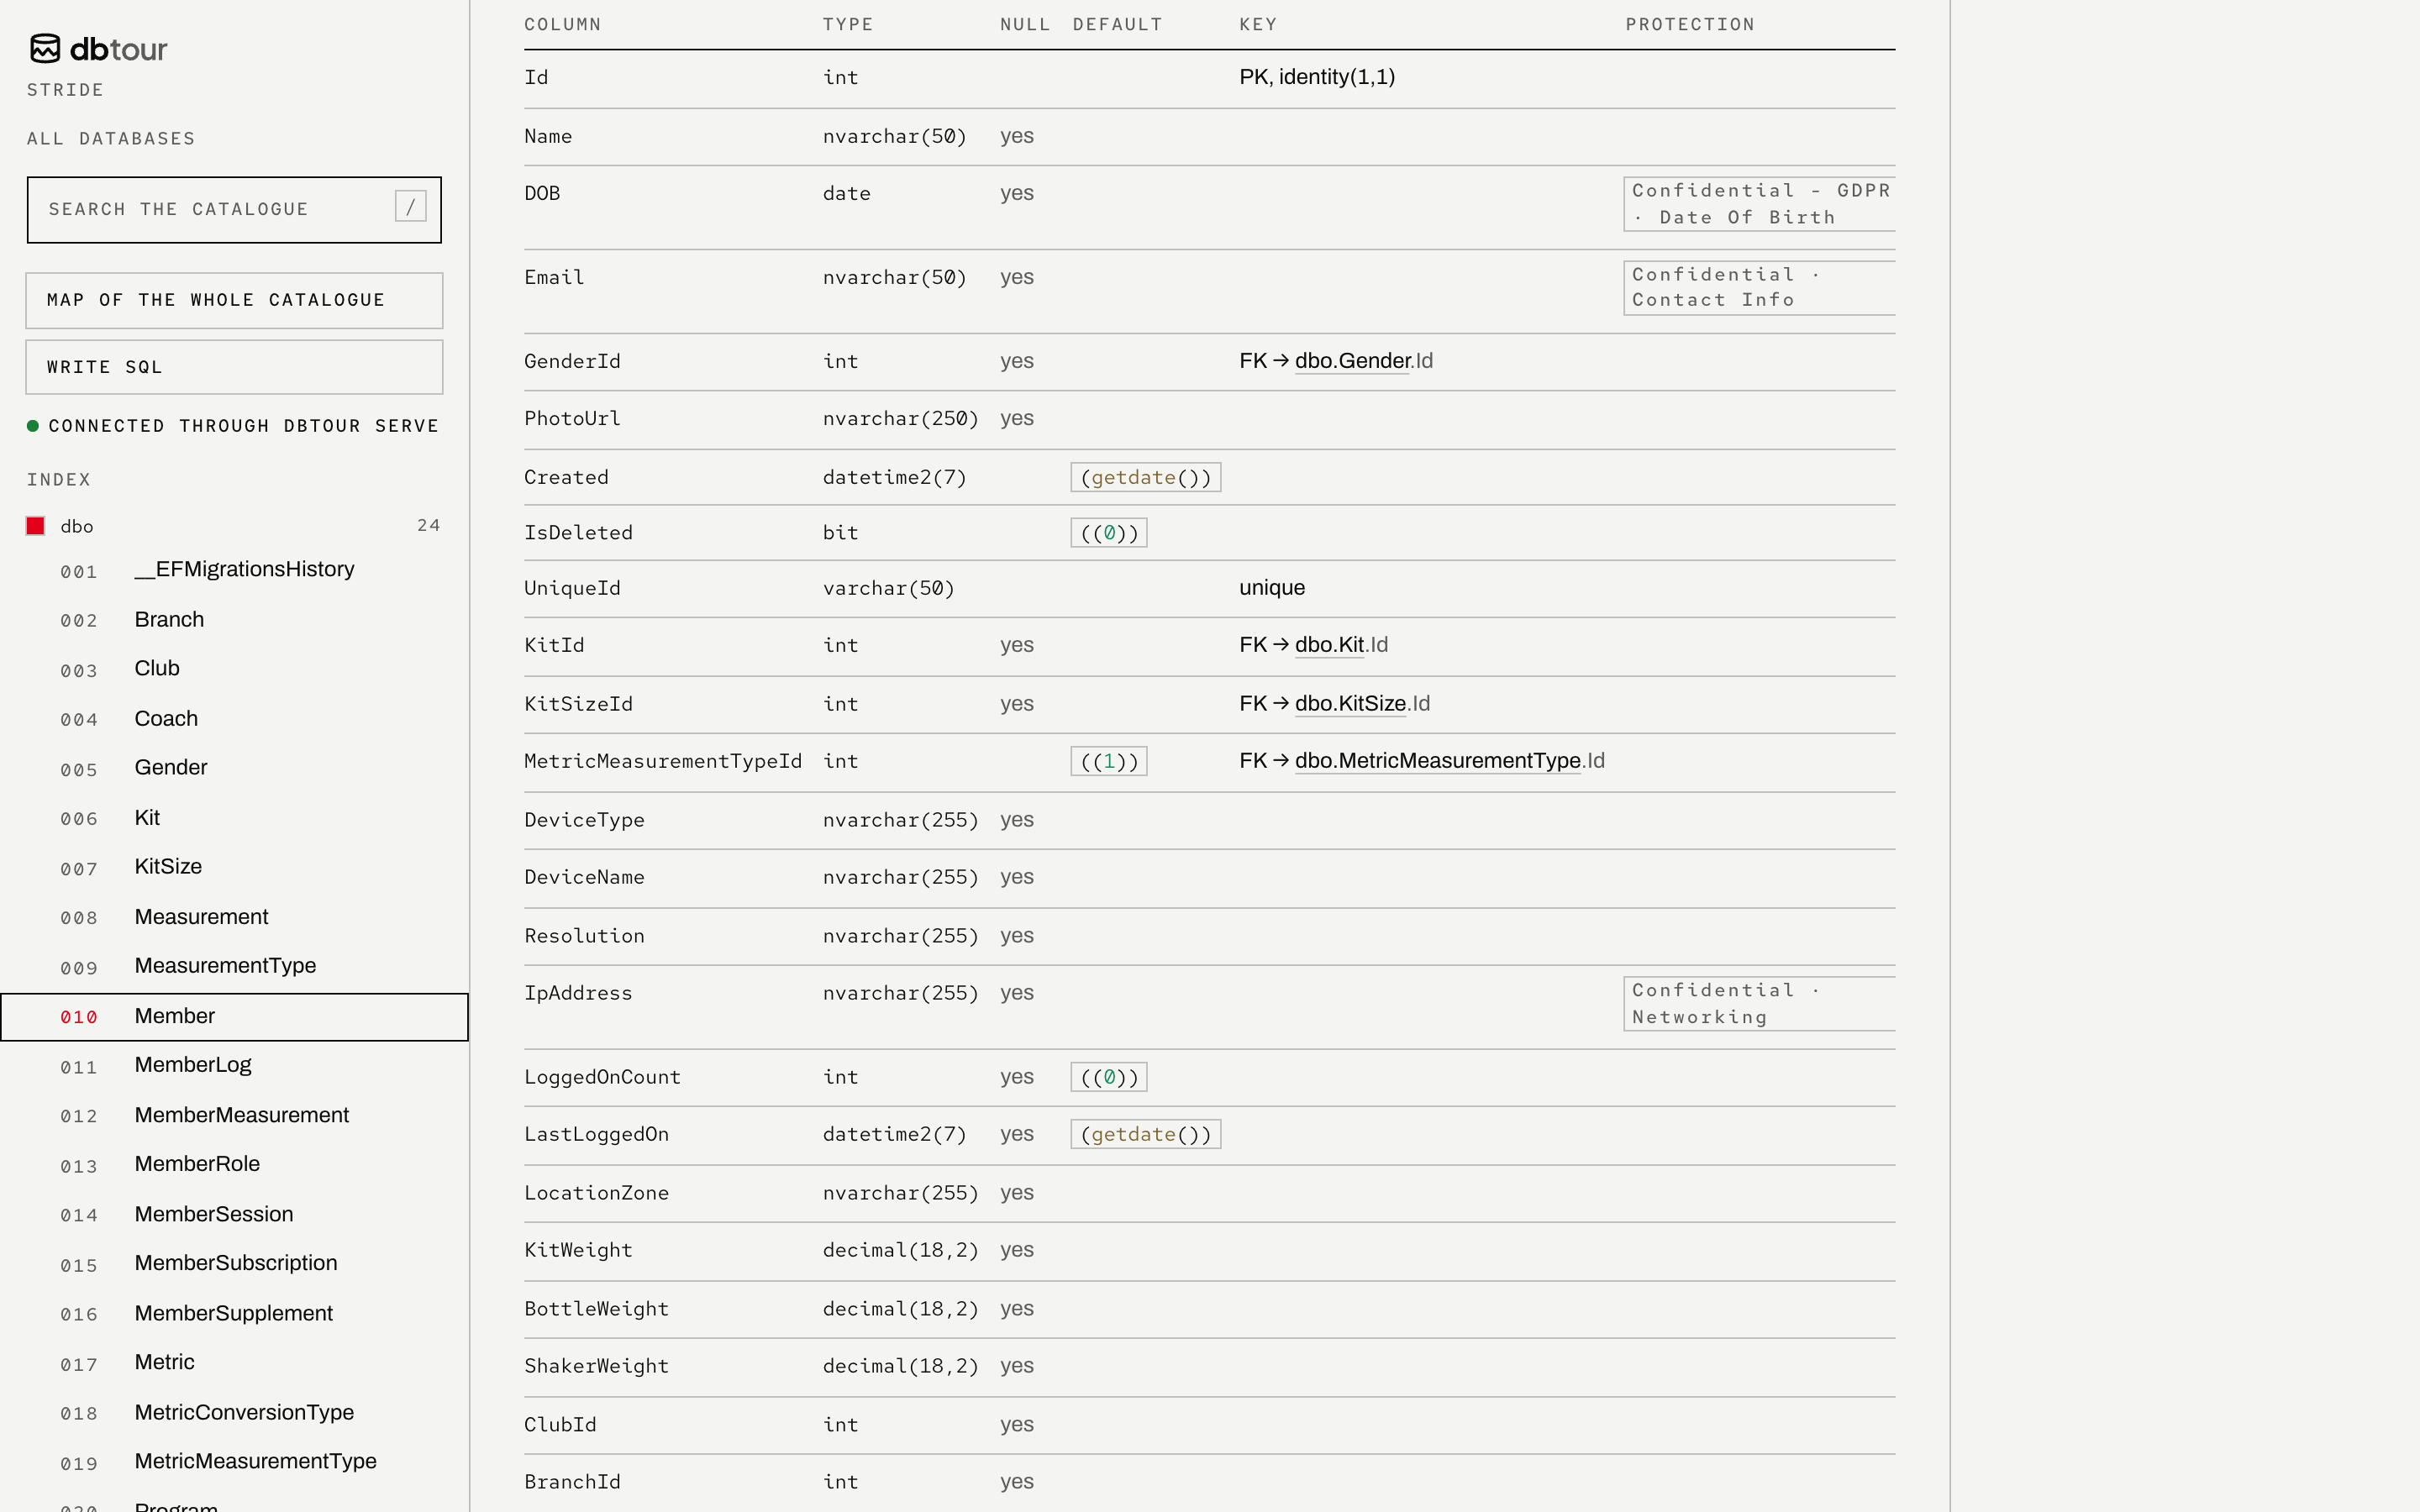 dbtour
STRIDE
ALL DATABASES
SEARCH THE CATALOGUE /
MAP OF THE WHOLE CATALOGUE
WRITE SQL
CONNECTED THROUGH DBTOUR SERVE
INDEX
dbo 24
001 __EFMigrationsHistory
002 Branch
003 Club
004 Coach
005 Gender
006 Kit
007 KitSize
008 Measurement
009 MeasurementType
010 Member
011 MemberLog
012 MemberMeasurement
013 MemberRole
014 MemberSession
015 MemberSubscription
016 MemberSupplement
017 Metric
018 MetricConversionType
019 MetricMeasurementType
020 Program
COLUMN TYPE NULL DEFAULT KEY PROTECTION
Id int PK, identity(1,1)
Name nvarchar(50) yes
DOB date yes Confidential - GDPR
· Date Of Birth
Email nvarchar(50) yes Confidential ·
Contact Info
GenderId int yes FK → dbo.Gender.Id
PhotoUrl nvarchar(250) yes
Created datetime2(7) (getdate())
IsDeleted bit ((0))
UniqueId varchar(50) unique
KitId int yes FK → dbo.Kit.Id
KitSizeId int yes FK → dbo.KitSize.Id
MetricMeasurementTypeId int ((1)) FK → dbo.MetricMeasurementType.Id
DeviceType nvarchar(255) yes
DeviceName nvarchar(255) yes
Resolution nvarchar(255) yes
IpAddress nvarchar(255) yes Confidential ·
Networking
LoggedOnCount int yes ((0))
LastLoggedOn datetime2(7) yes (getdate())
LocationZone nvarchar(255) yes
KitWeight decimal(18,2) yes
BottleWeight decimal(18,2) yes
ShakerWeight decimal(18,2) yes
ClubId int yes
BranchId int yes